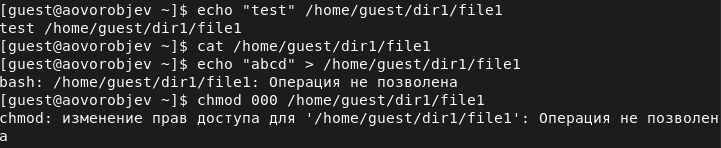 [guest@aovorobjev ~]$ echo "test" /home/guest/dir1/file1
test /home/guest/dir1/file1
[guest@aovorobjev ~]$ cat /home/guest/dir1/file1
[guest@aovorobjev ~]$ echo "abcd" > /home/guest/dir1/file1
bash: /home/guest/dir1/file1: Операция не позволена
[guest@aovorobjev ~]$ chmod 000 /home/guest/dir1/file1
chmod: изменение прав доступа для '/home/guest/dir1/file1': Операция не позволен
а